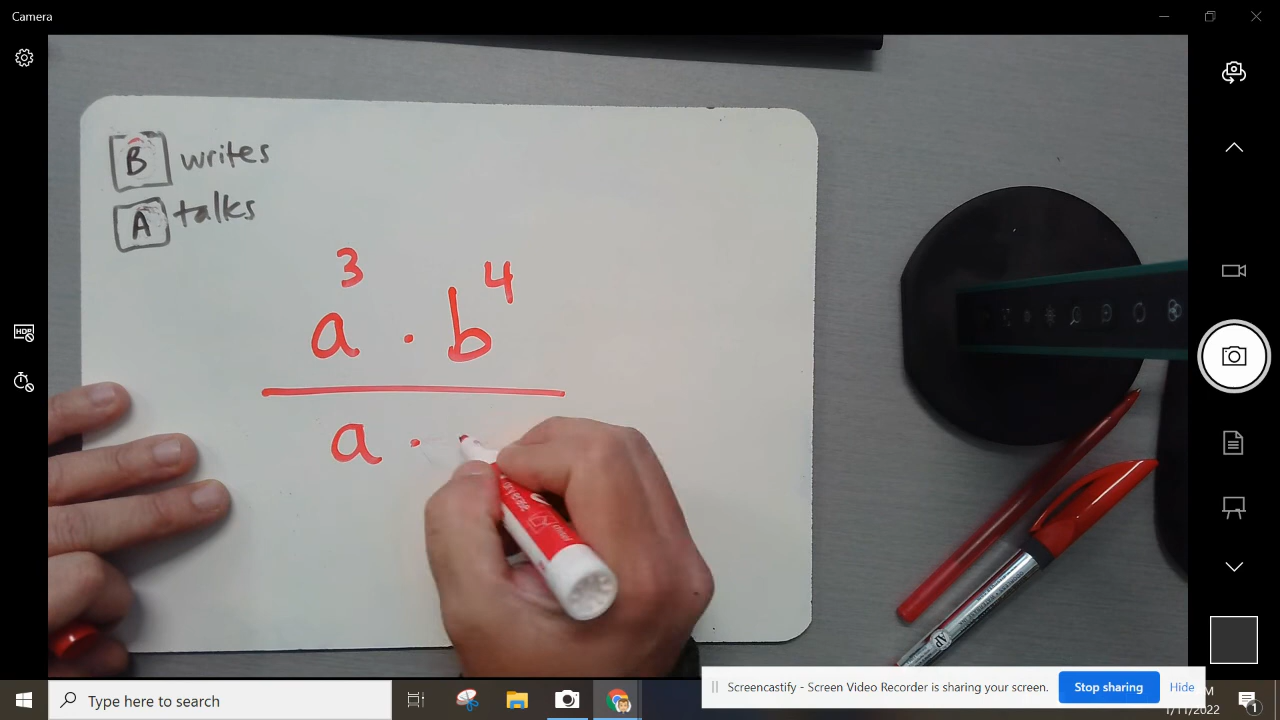 Camera
B writes
A talks
a³ · b⁴
a ·
Screencastify - Screen Video Recorder is sharing your screen.
Stop sharing
Hide
Type here to search
M
1/11/2022
1